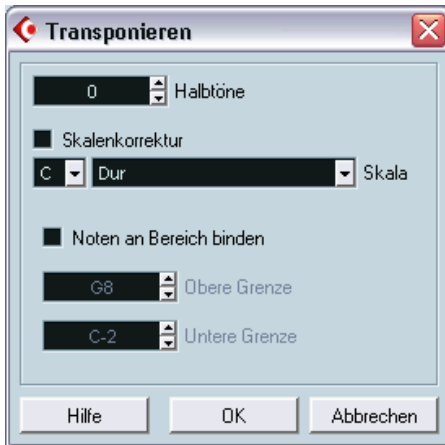 Transponieren
0 Halbtöne
Skalenkorrektur
C Dur Skala
Noten an Bereich binden
G8 Obere Grenze
C-2 Untere Grenze
Hilfe OK Abbrechen